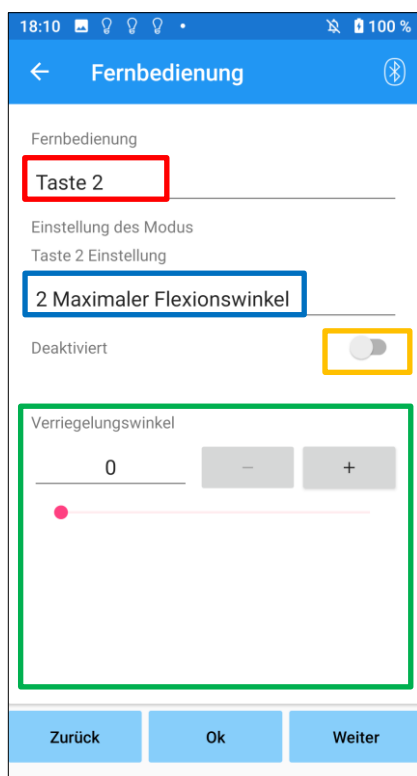 18:10 100 %
Fernbedienung
Fernbedienung
Taste 2
Einstellung des Modus
Taste 2 Einstellung
2 Maximaler Flexionswinkel
Deaktiviert
Verriegelungswinkel
0 − +
Zurück Ok Weiter